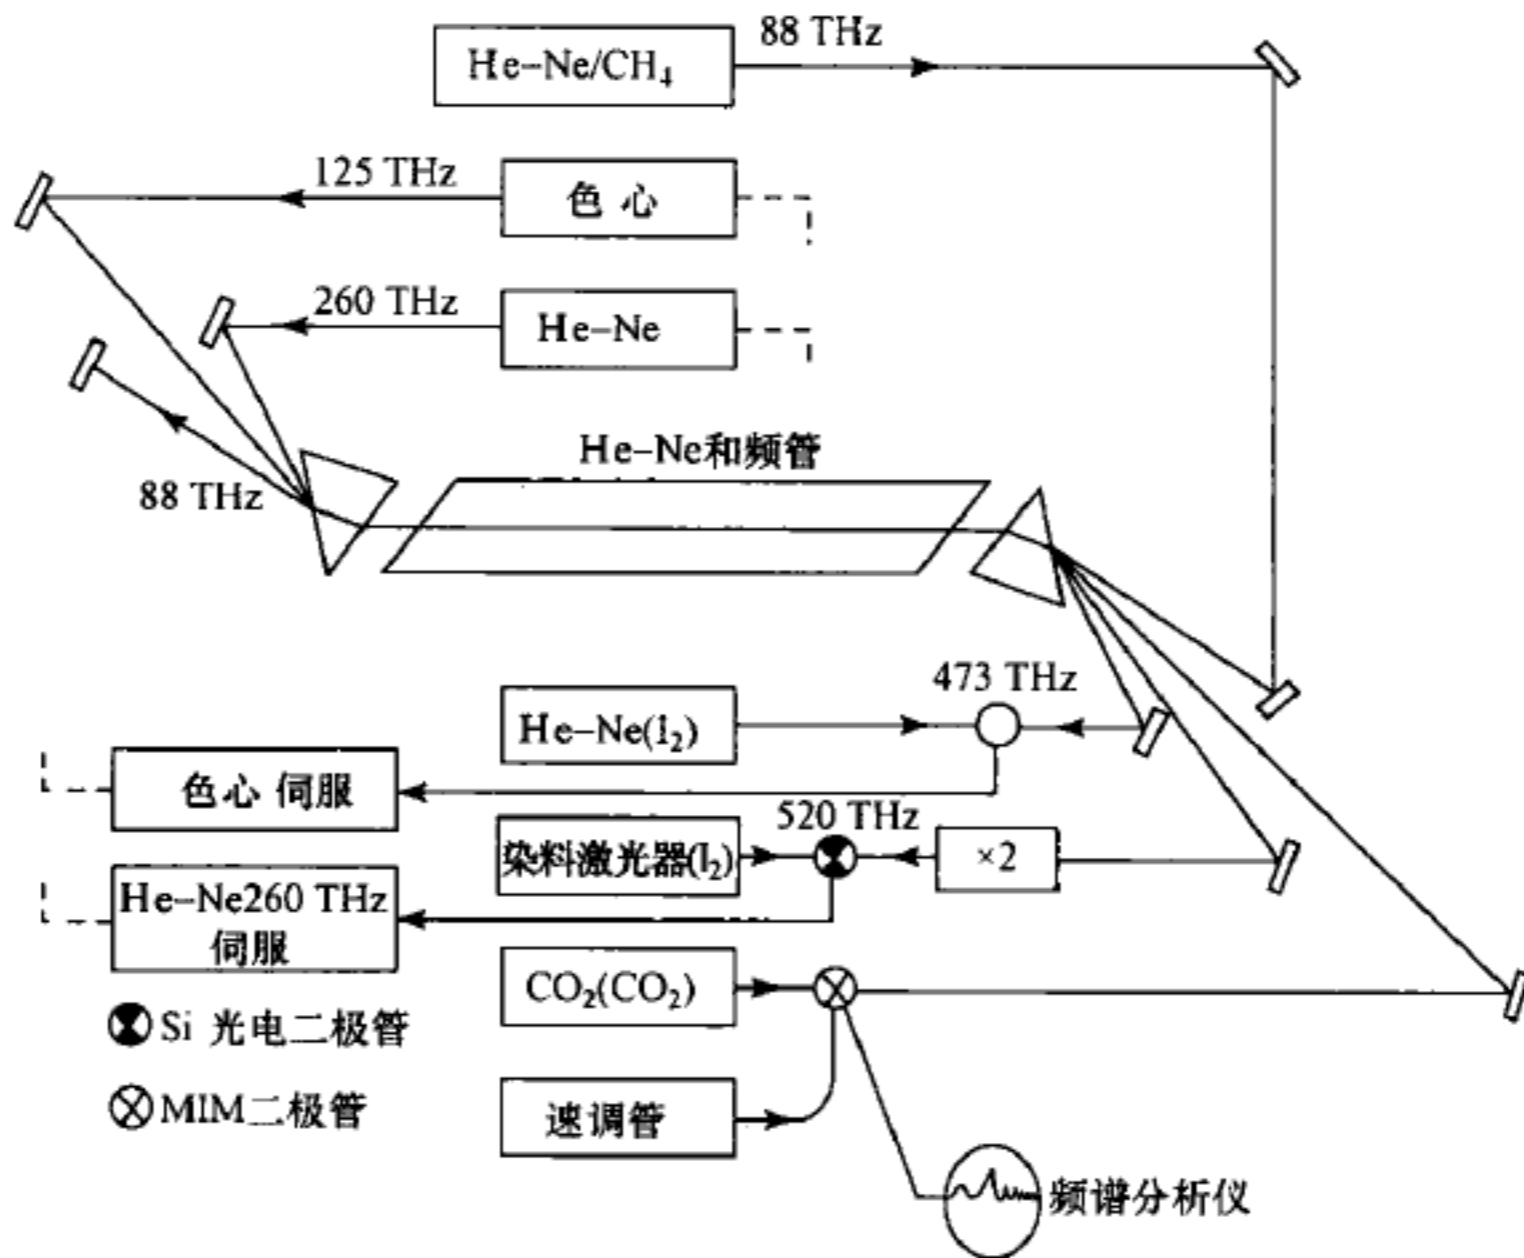 He-Ne/CH₄
88 THz
125 THz
色 心
260 THz
He-Ne
He-Ne和频管
88 THz
473 THz
He-Ne(I₂)
色心 伺服
520 THz
染料激光器(I₂)
×2
He-Ne260 THz
伺服
CO₂(CO₂)
Si 光电二极管
MIM二极管
速调管
频谱分析仪